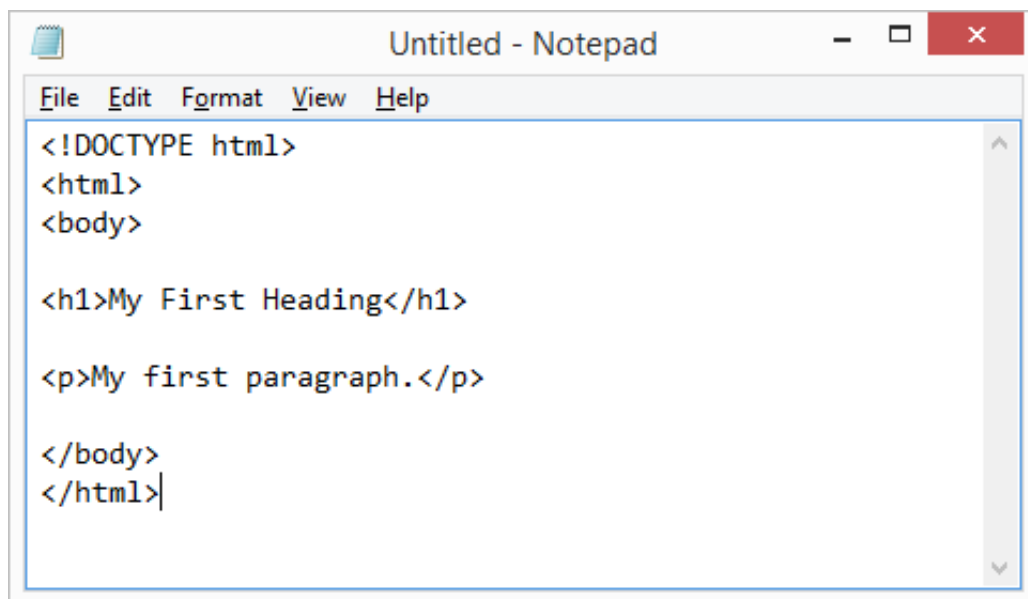 Untitled - Notepad
File Edit Format View Help
<!DOCTYPE html>
<html>
<body>
<h1>My First Heading</h1>
<p>My first paragraph.</p>
</body>
</html>